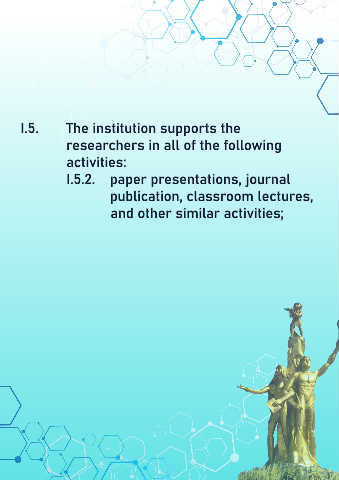 I.5. The institution supports the
researchers in all of the following
activities:
I.5.2. paper presentations, journal
publication, classroom lectures,
and other similar activities;